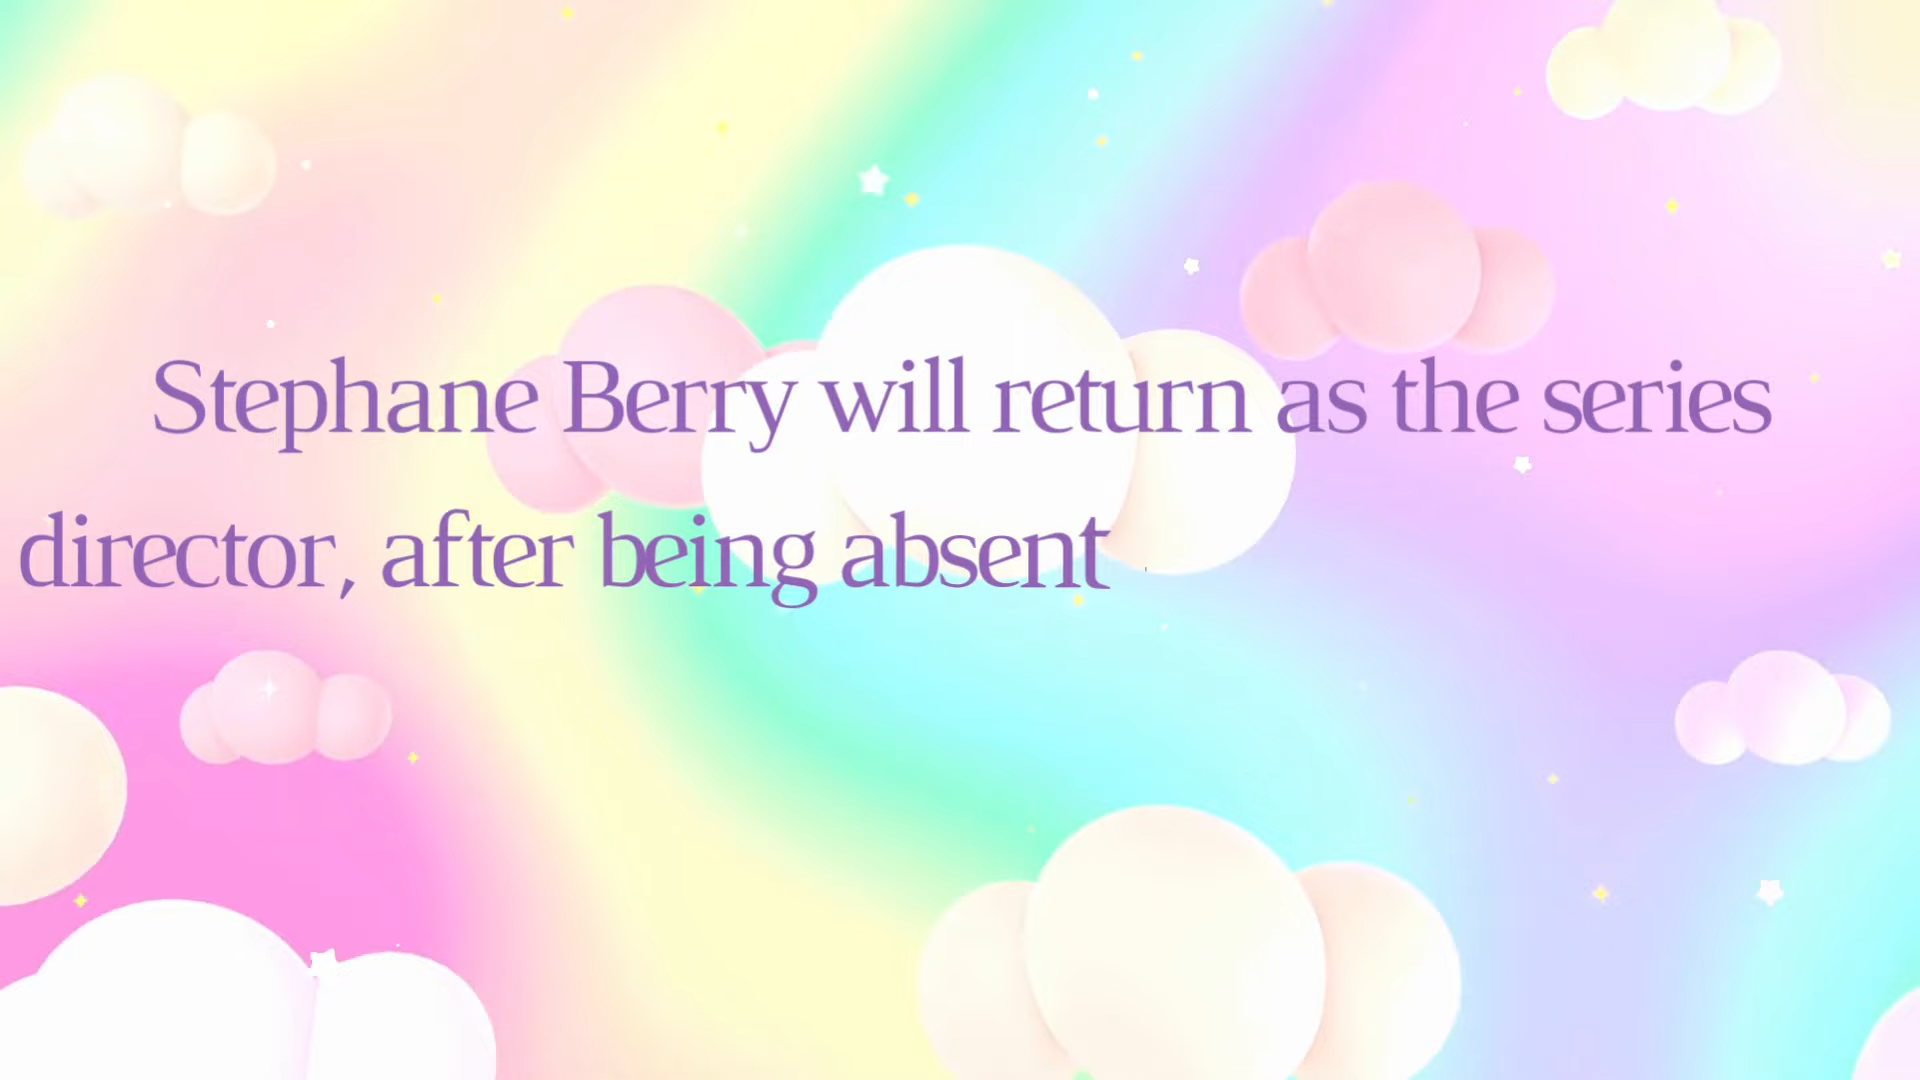 Stephane Berry will return as the series
director, after being absent